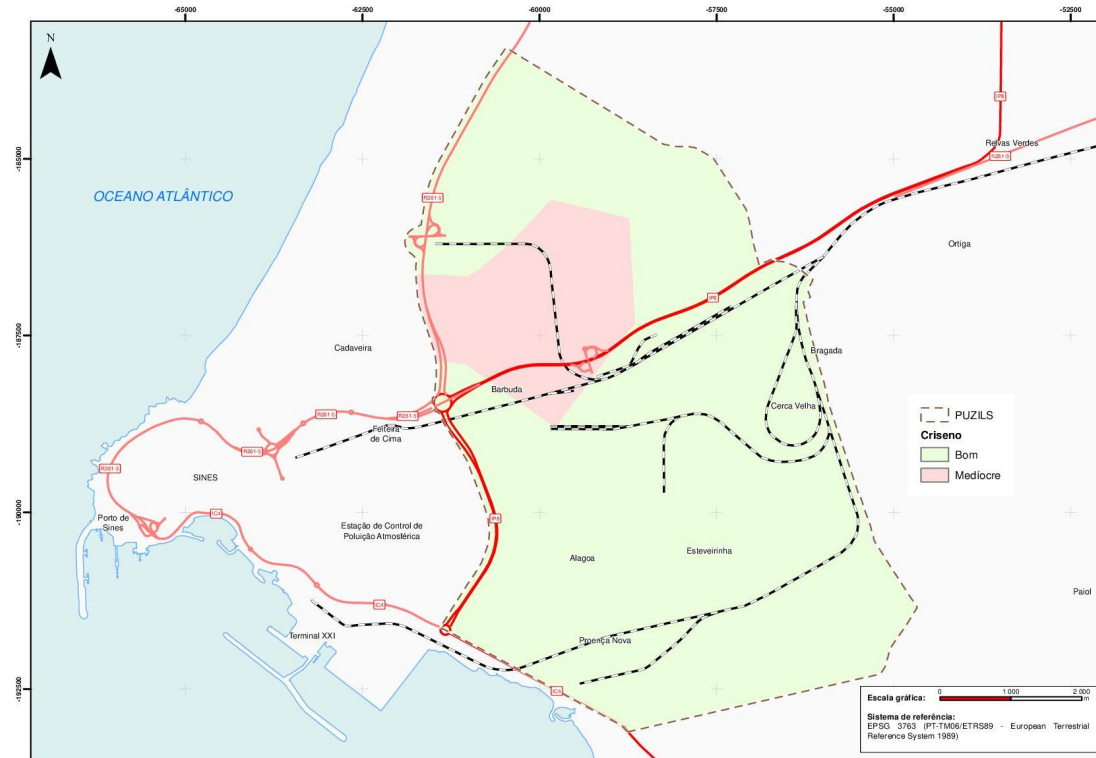 -65000
-62500
-60000
-57500
-55000
-52500
N
IP8
Relvas Verdes
R261-5
-185000
OCEANO ATLÂNTICO
R261-5
Ortiga
IP8
-187500
Cadaveira
Bragada
Barbuda
Cerca Velha
R261-5
R261-5
Feiteira
de Cima
R261-5
R261-5
SINES
PUZILS
Criseno
Bom
Medíocre
-190000
IC4
IP8
Porto de
Sines
Estação de Control de
Poluição Atmosférica
Alagoa
Esteveirinha
IC4
Paiol
Terminal XXI
Proença Nova
-192500
IC4
Escala gráfica:
0
1 000
2 000
m
Sistema de referência:
EPSG 3763 (PT-TM06/ETRS89 - European Terrestrial
Reference System 1989)